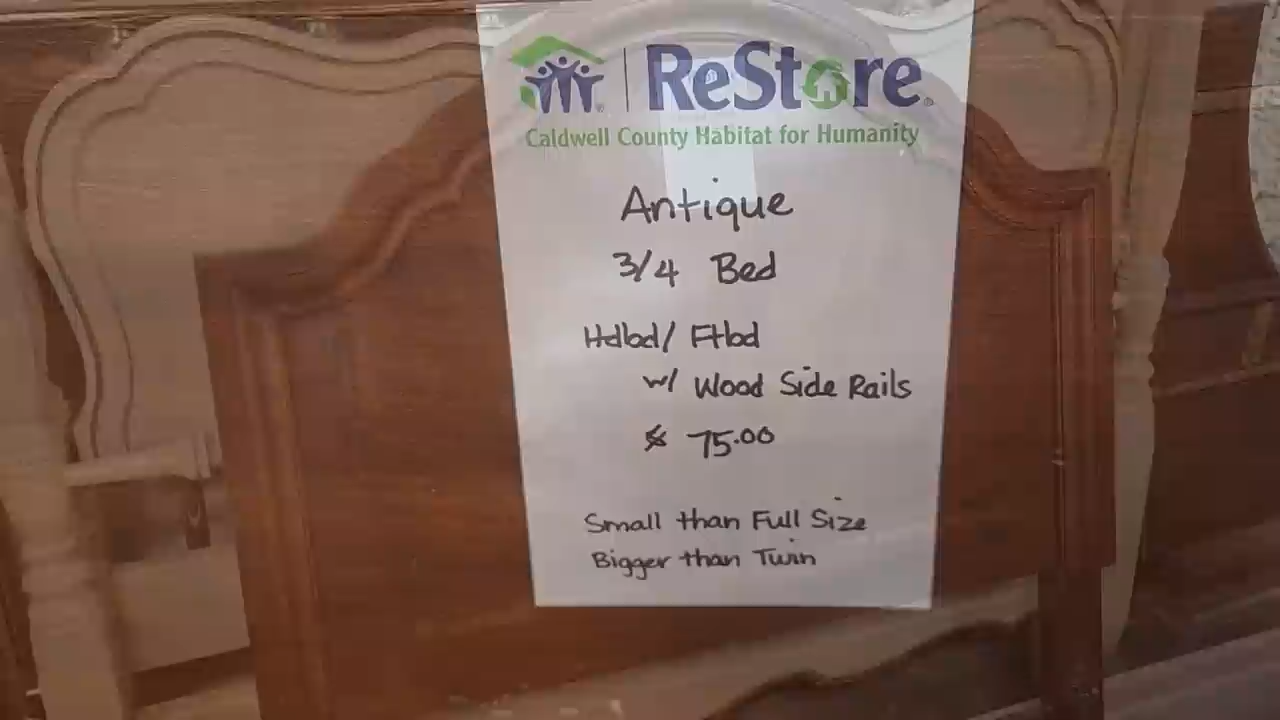 ReStore®
Caldwell County Habitat for Humanity
Antique
3/4 Bed
Hdbd/ Ftbd
w/ Wood Side Rails
$ 75.00
Small than Full Size
Bigger than Twin